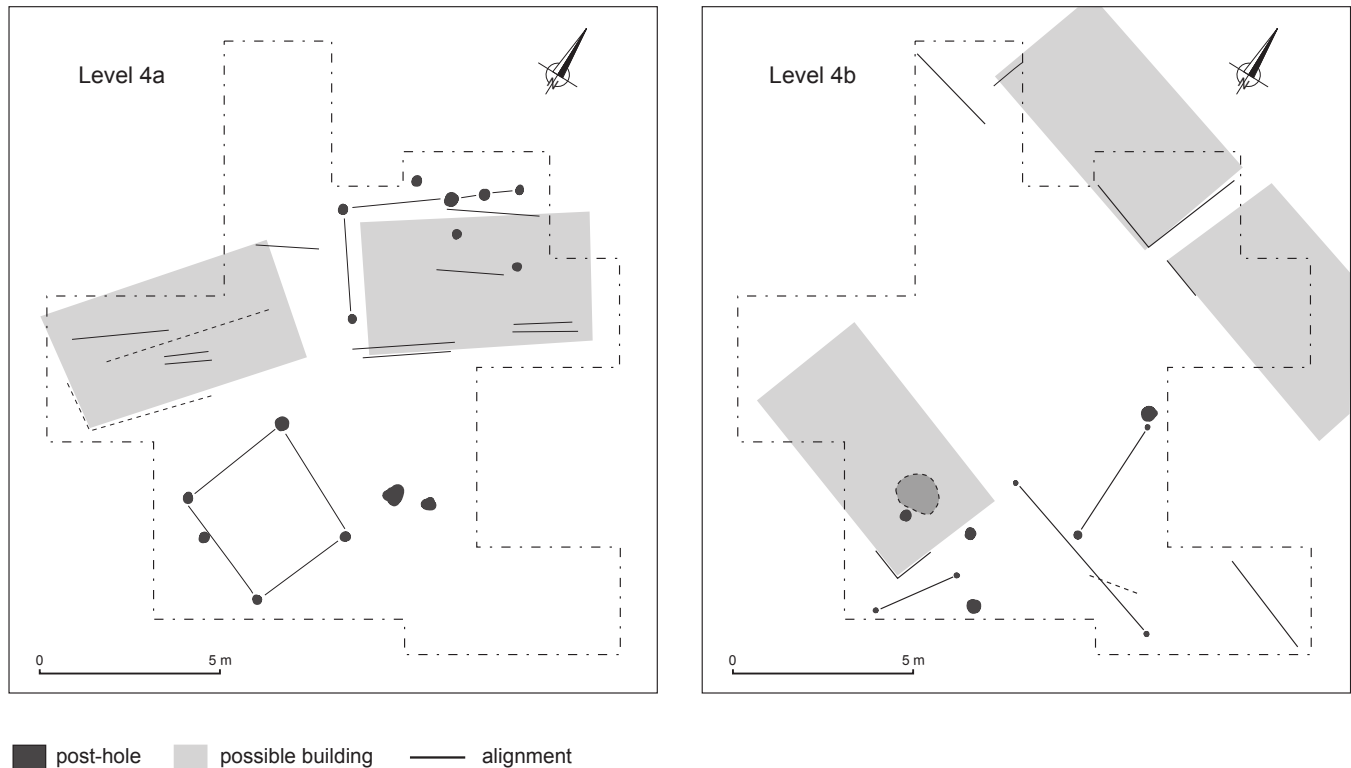 Level 4a
N
0 5 m
Level 4b
N
0 5 m
post-hole possible building alignment